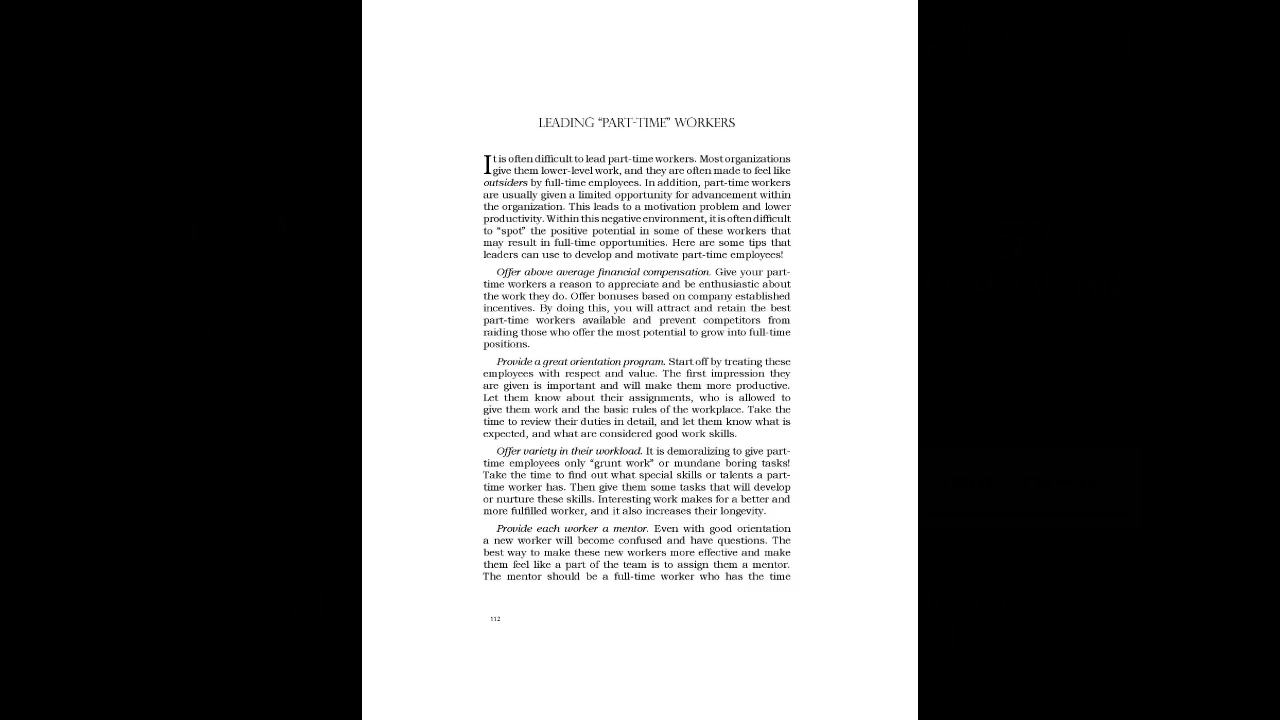 LEADING “PART-TIME” WORKERS
It is often difficult to lead part-time workers. Most organizations
give them lower-level work, and they are often made to feel like
outsiders by full-time employees. In addition, part-time workers
are usually given a limited opportunity for advancement within
the organization. This leads to a motivation problem and lower
productivity. Within this negative environment, it is often difficult
to “spot” the positive potential in some of these workers that
may result in full-time opportunities. Here are some tips that
leaders can use to develop and motivate part-time employees!
Offer above average financial compensation. Give your part-
time workers a reason to appreciate and be enthusiastic about
the work they do. Offer bonuses based on company established
incentives. By doing this, you will attract and retain the best
part-time workers available and prevent competitors from
raiding those who offer the most potential to grow into full-time
positions.
Provide a great orientation program. Start off by treating these
employees with respect and value. The first impression they
are given is important and will make them more productive.
Let them know about their assignments, who is allowed to
give them work and the basic rules of the workplace. Take the
time to review their duties in detail, and let them know what is
expected, and what are considered good work skills.
Offer variety in their workload. It is demoralizing to give part-
time employees only “grunt work” or mundane boring tasks!
Take the time to find out what special skills or talents a part-
time worker has. Then give them some tasks that will develop
or nurture these skills. Interesting work makes for a better and
more fulfilled worker, and it also increases their longevity.
Provide each worker a mentor. Even with good orientation
a new worker will become confused and have questions. The
best way to make these new workers more effective and make
them feel like a part of the team is to assign them a mentor.
The mentor should be a full-time worker who has the time
112